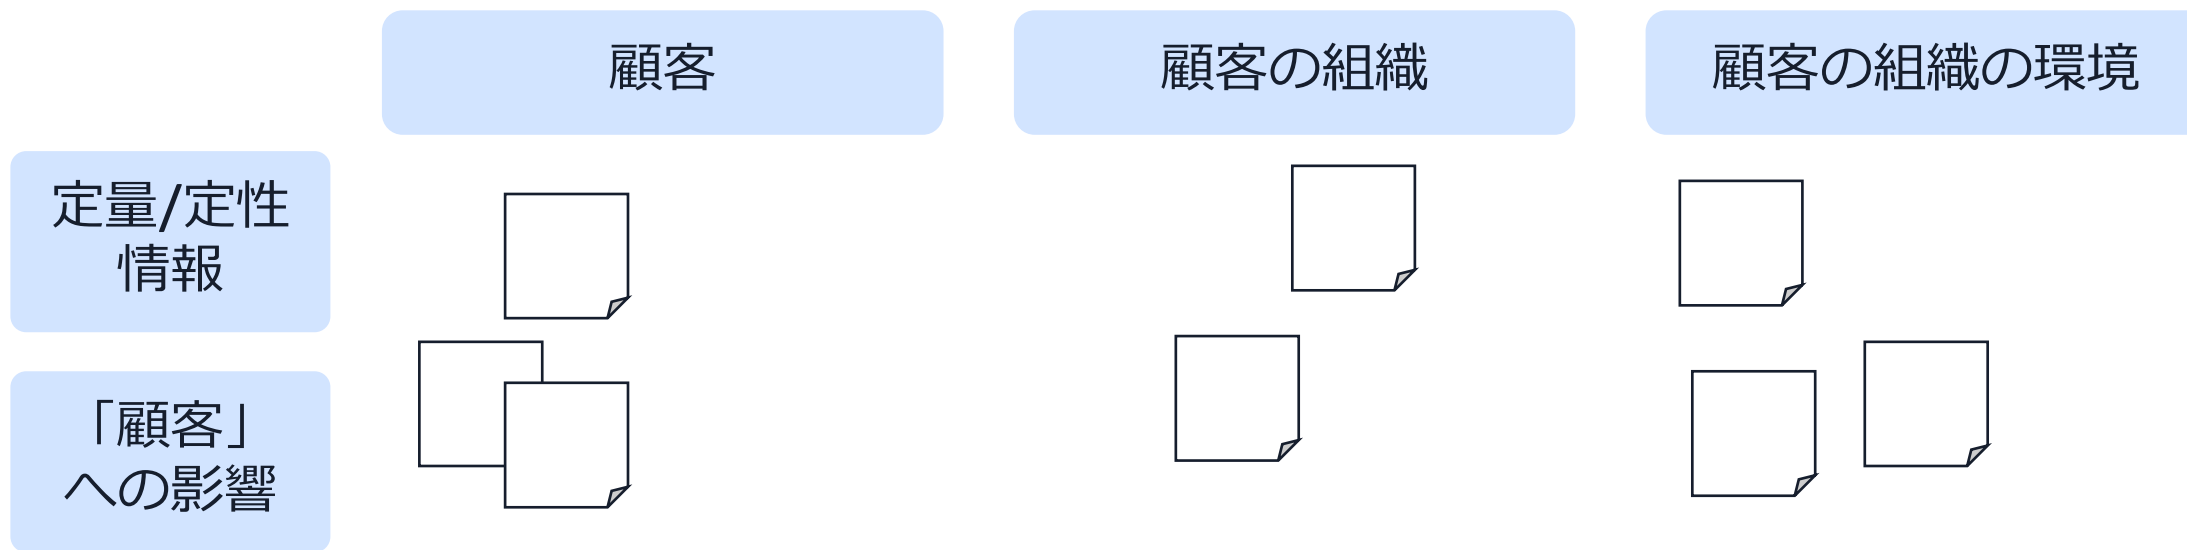 顧客
顧客の組織
顧客の組織の環境
定量/定性
情報
「顧客」
への影響